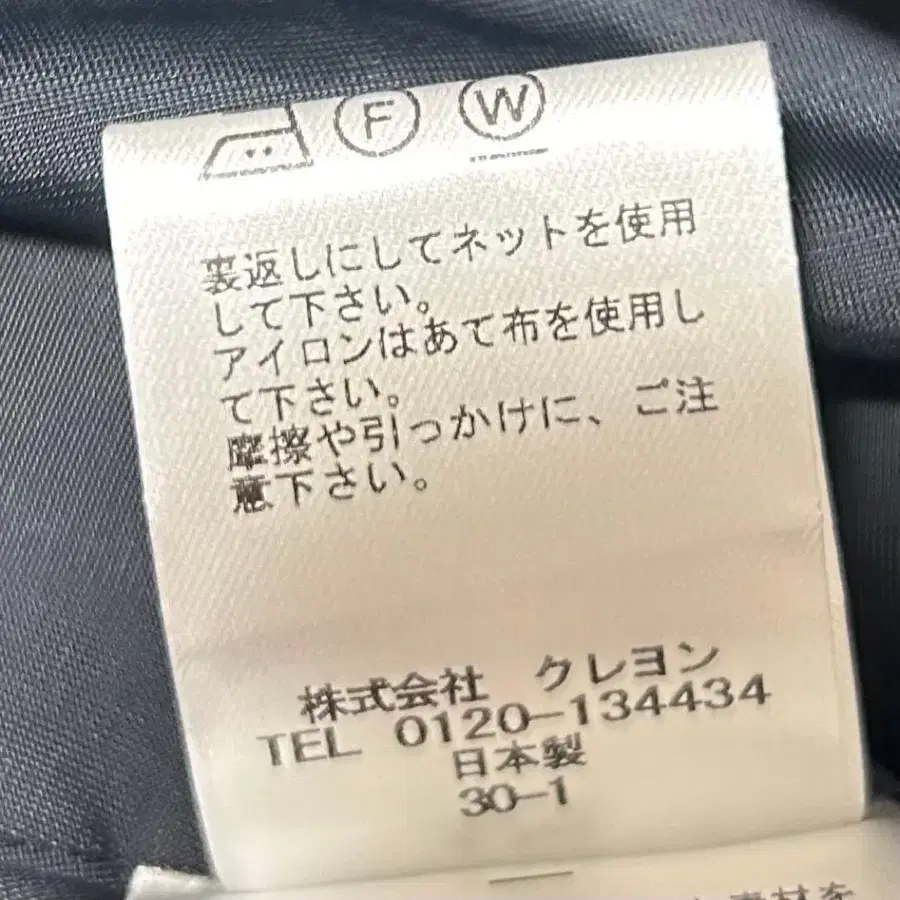 F W
裏返しにしてネットを使用
して下さい。
アイロンはあて布を使用し
て下さい。
摩擦や引っかけに、ご注
意下さい。
株式会社 クレヨン
TEL 0120-134434
日本製
30-1
素材を